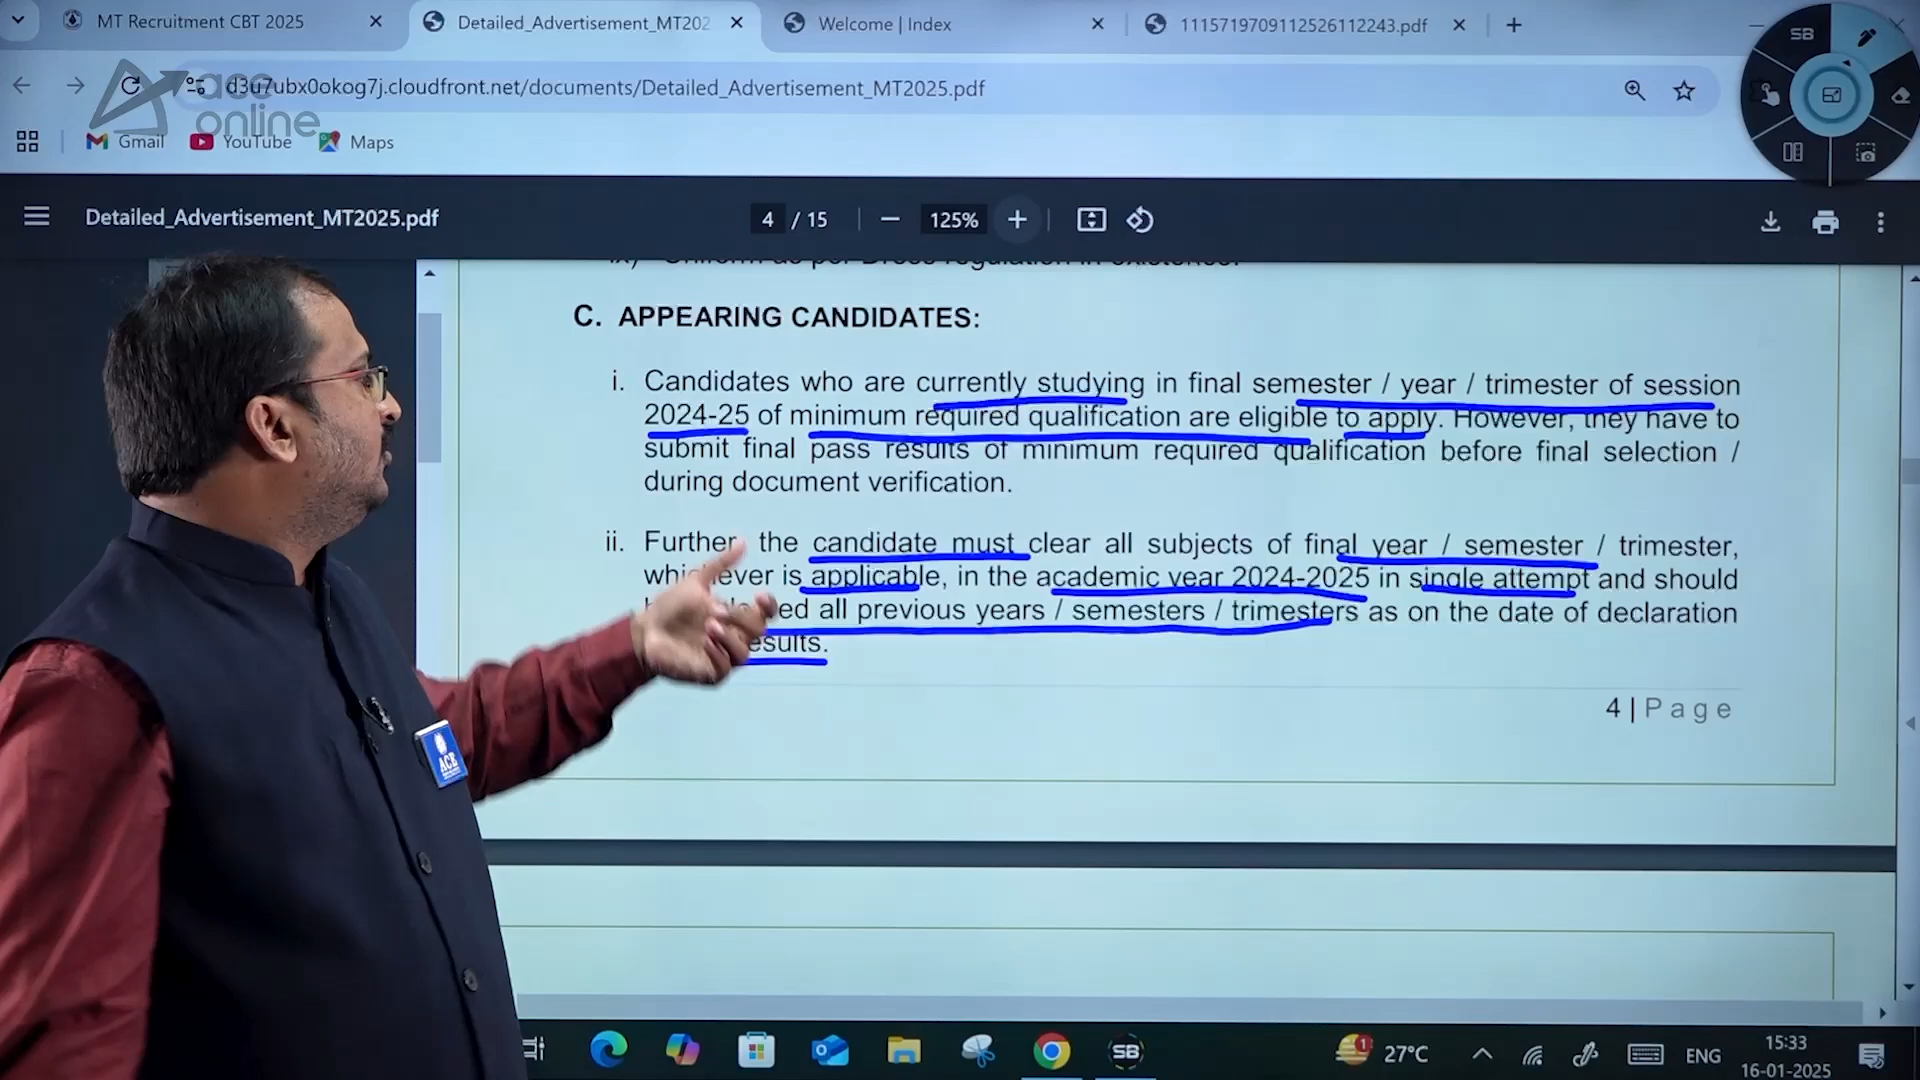 MT Recruitment CBT 2025
Detailed_Advertisement_MT202
Welcome | Index
1115719709112526112243.pdf
SB
d3u7ubx0okog7j.cloudfront.net/documents/Detailed_Advertisement_MT2025.pdf
ace
online
Gmail
YouTube
Maps
Detailed_Advertisement_MT2025.pdf
4 / 15
125%
C. APPEARING CANDIDATES:
i. Candidates who are currently studying in final semester / year / trimester of session
2024-25 of minimum required qualification are eligible to apply. However, they have to
submit final pass results of minimum required qualification before final selection /
during document verification.
ii. Further, the candidate must clear all subjects of final year / semester / trimester,
is applicable, in the academic year 2024-2025 in single attempt and should
all previous years / semesters / trimesters as on the date of declaration
4 | Page
ACE
SB
1
27°C
ENG
15:33
16-01-2025